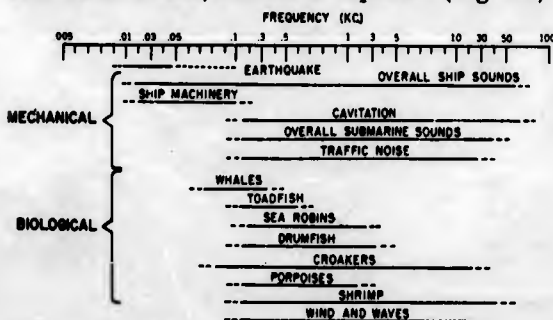 FREQUENCY (KC)
.005 .01 .03 .05 .1 .3 .5 1 3 5 10 30 50 100
EARTHQUAKE
OVERALL SHIP SOUNDS
SHIP MACHINERY
MECHANICAL
CAVITATION
OVERALL SUBMARINE SOUNDS
TRAFFIC NOISE
WHALES
TOADFISH
SEA ROBINS
BIOLOGICAL
DRUMFISH
CROAKERS
PORPOISES
SHRIMP
WIND AND WAVES